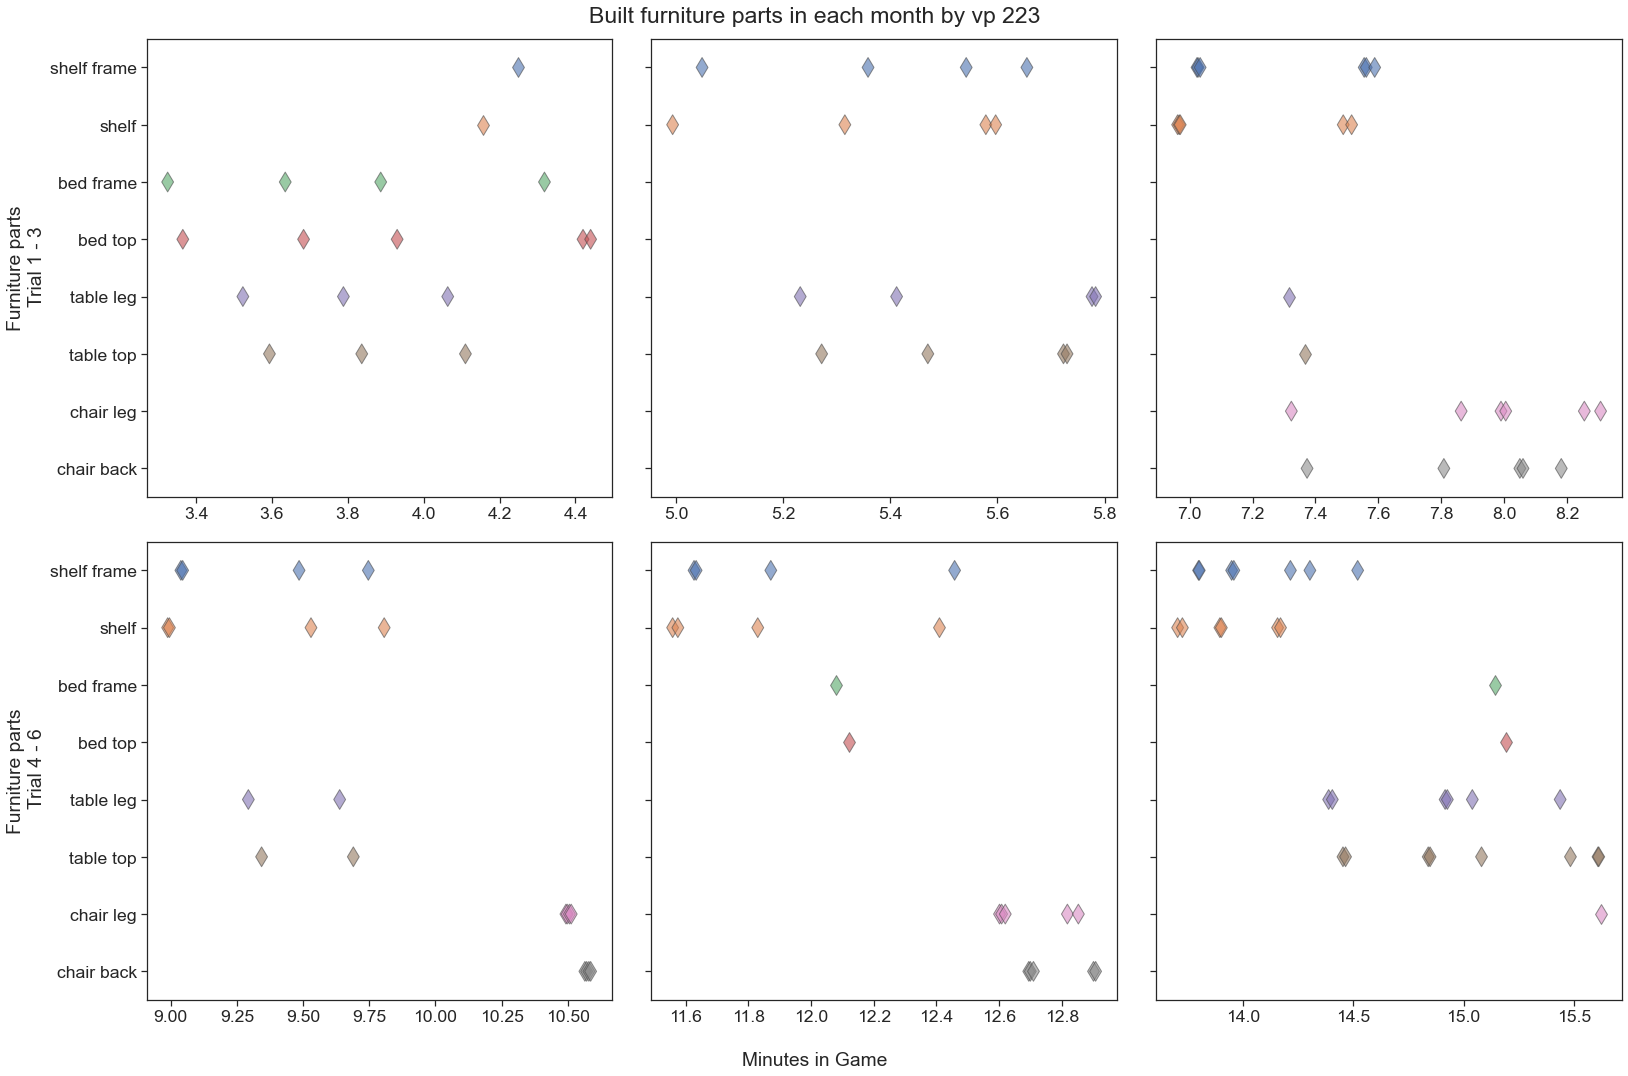 Built furniture parts in each month by vp 223
Furniture parts
Trial 1 - 3
shelf frame
shelf
bed frame
bed top
table leg
table top
chair leg
chair back
3.4 3.6 3.8 4.0 4.2 4.4
5.0 5.2 5.4 5.6 5.8
7.0 7.2 7.4 7.6 7.8 8.0 8.2
Furniture parts
Trial 4 - 6
shelf frame
shelf
bed frame
bed top
table leg
table top
chair leg
chair back
9.00 9.25 9.50 9.75 10.00 10.25 10.50
11.6 11.8 12.0 12.2 12.4 12.6 12.8
14.0 14.5 15.0 15.5
Minutes in Game